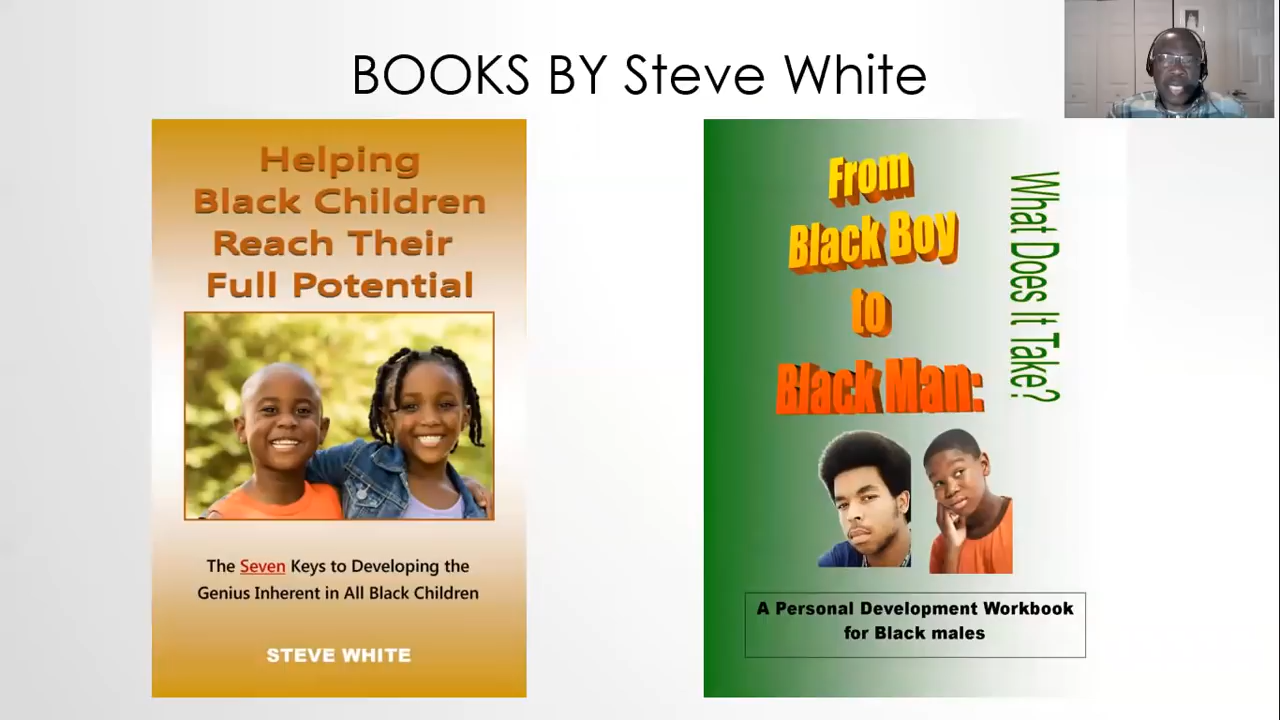 BOOKS BY Steve White
Helping
Black Children
Reach Their
Full Potential
The Seven Keys to Developing the
Genius Inherent in All Black Children
STEVE WHITE
From
Black Boy
to
Black Man:
What Does It Take?
A Personal Development Workbook
for Black males